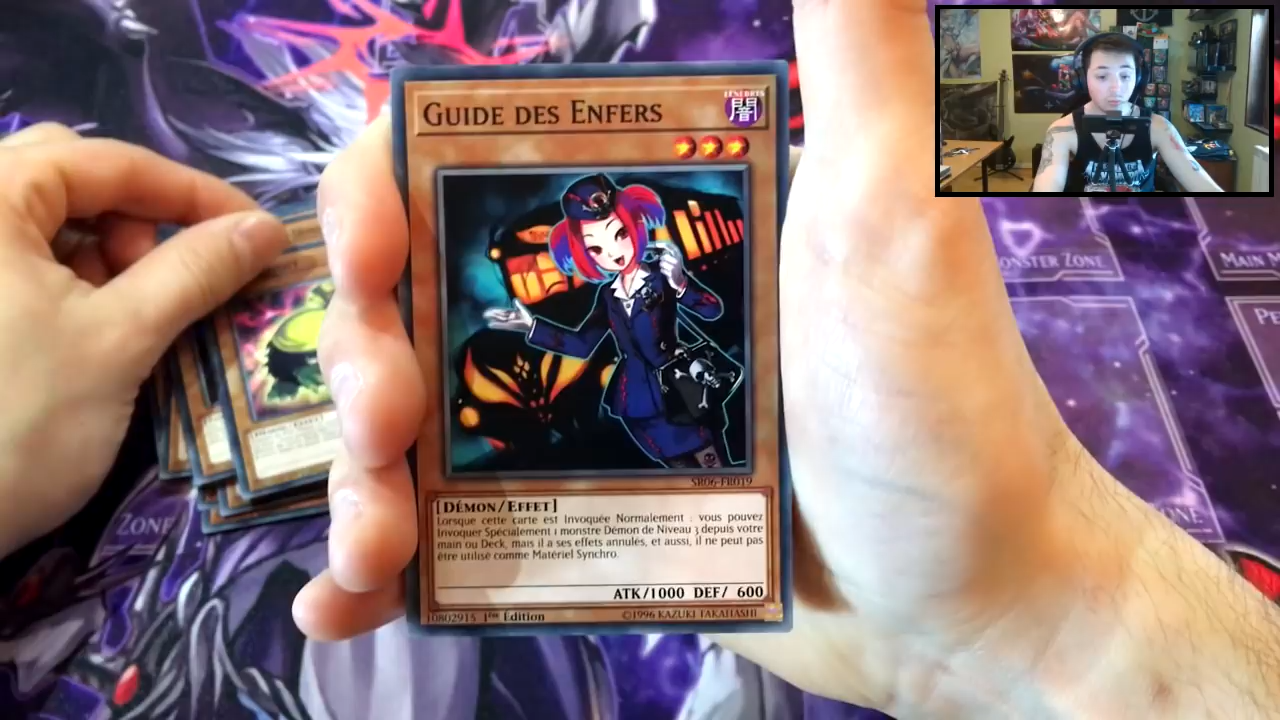 GUIDE DES ENFERS
TENEBRES
闇
SR06-FR019
[DÉMON/EFFET]
Lorsque cette carte est Invoquée Normalement : vous pouvez
Invoquer Spécialement 1 monstre Démon de Niveau 3 depuis votre
main ou Deck, mais il a ses effets annulés, et aussi, il ne peut pas
être utilisé comme Matériel Synchro.
ATK/1000 DEF/ 600
10802915 1ère Édition
©1996 KAZUKI TAKAHASHI
MONSTER ZONE
MAIN M
ZONE
ZONE